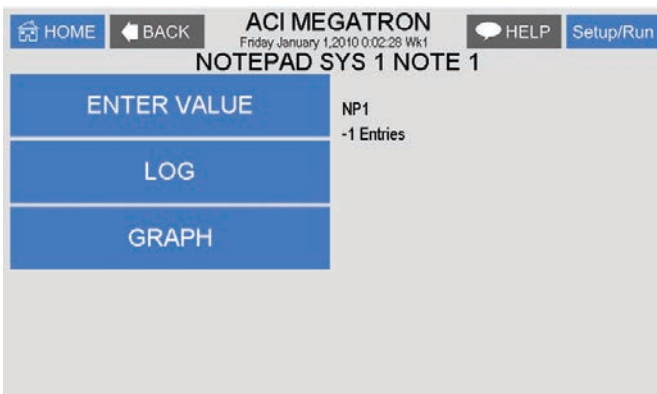 HOME BACK ACI MEGATRON HELP Setup/Run
Friday January 1,2010 0:02:28 Wk1
NOTEPAD SYS 1 NOTE 1
ENTER VALUE
NP1
-1 Entries
LOG
GRAPH